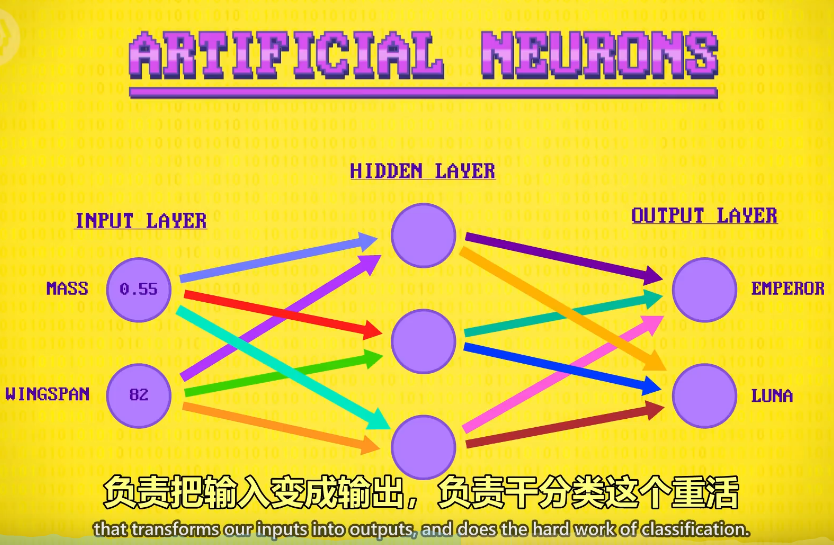 ARTIFICIAL NEURONS
HIDDEN LAYER
INPUT LAYER
OUTPUT LAYER
MASS 0.55
EMPEROR
WINGSPAN 82
LUNA
负责把输入变成输出，负责干分类这个重活
that transforms our inputs into outputs, and does the hard work of classification.